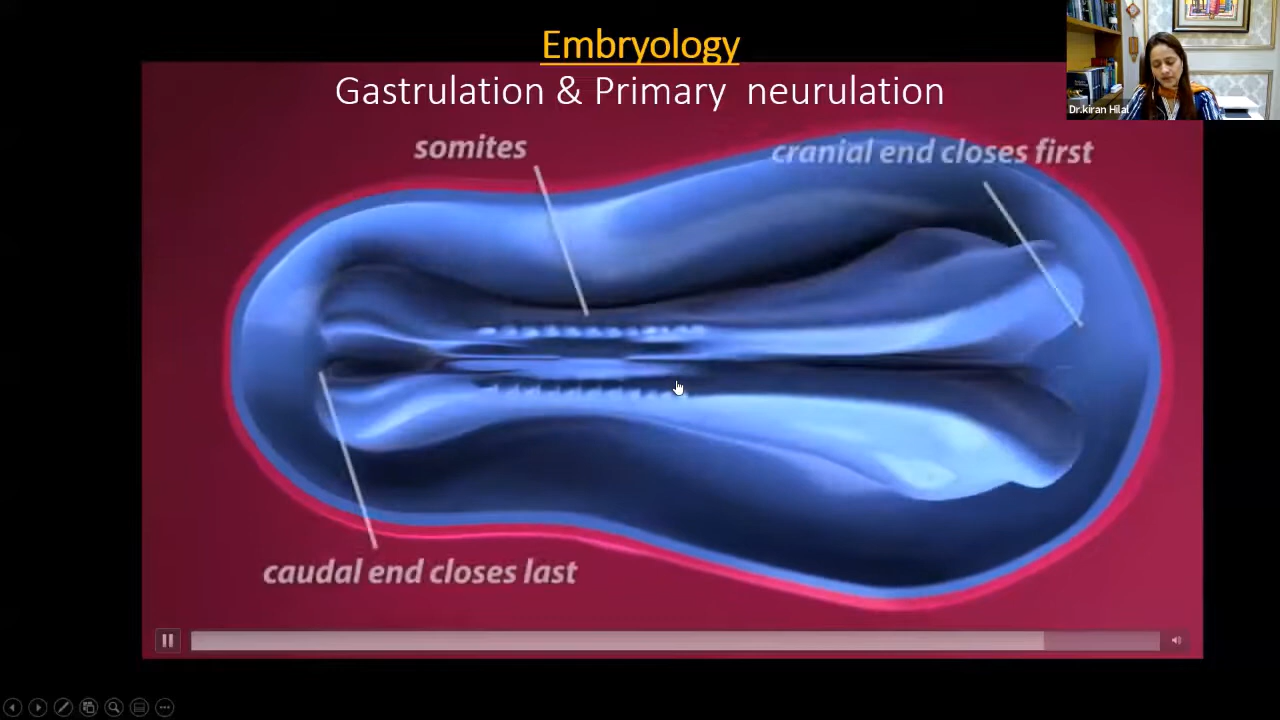 Embryology
Gastrulation & Primary neurulation
somites
cranial end closes first
caudal end closes last
Dr.kiran Hilal